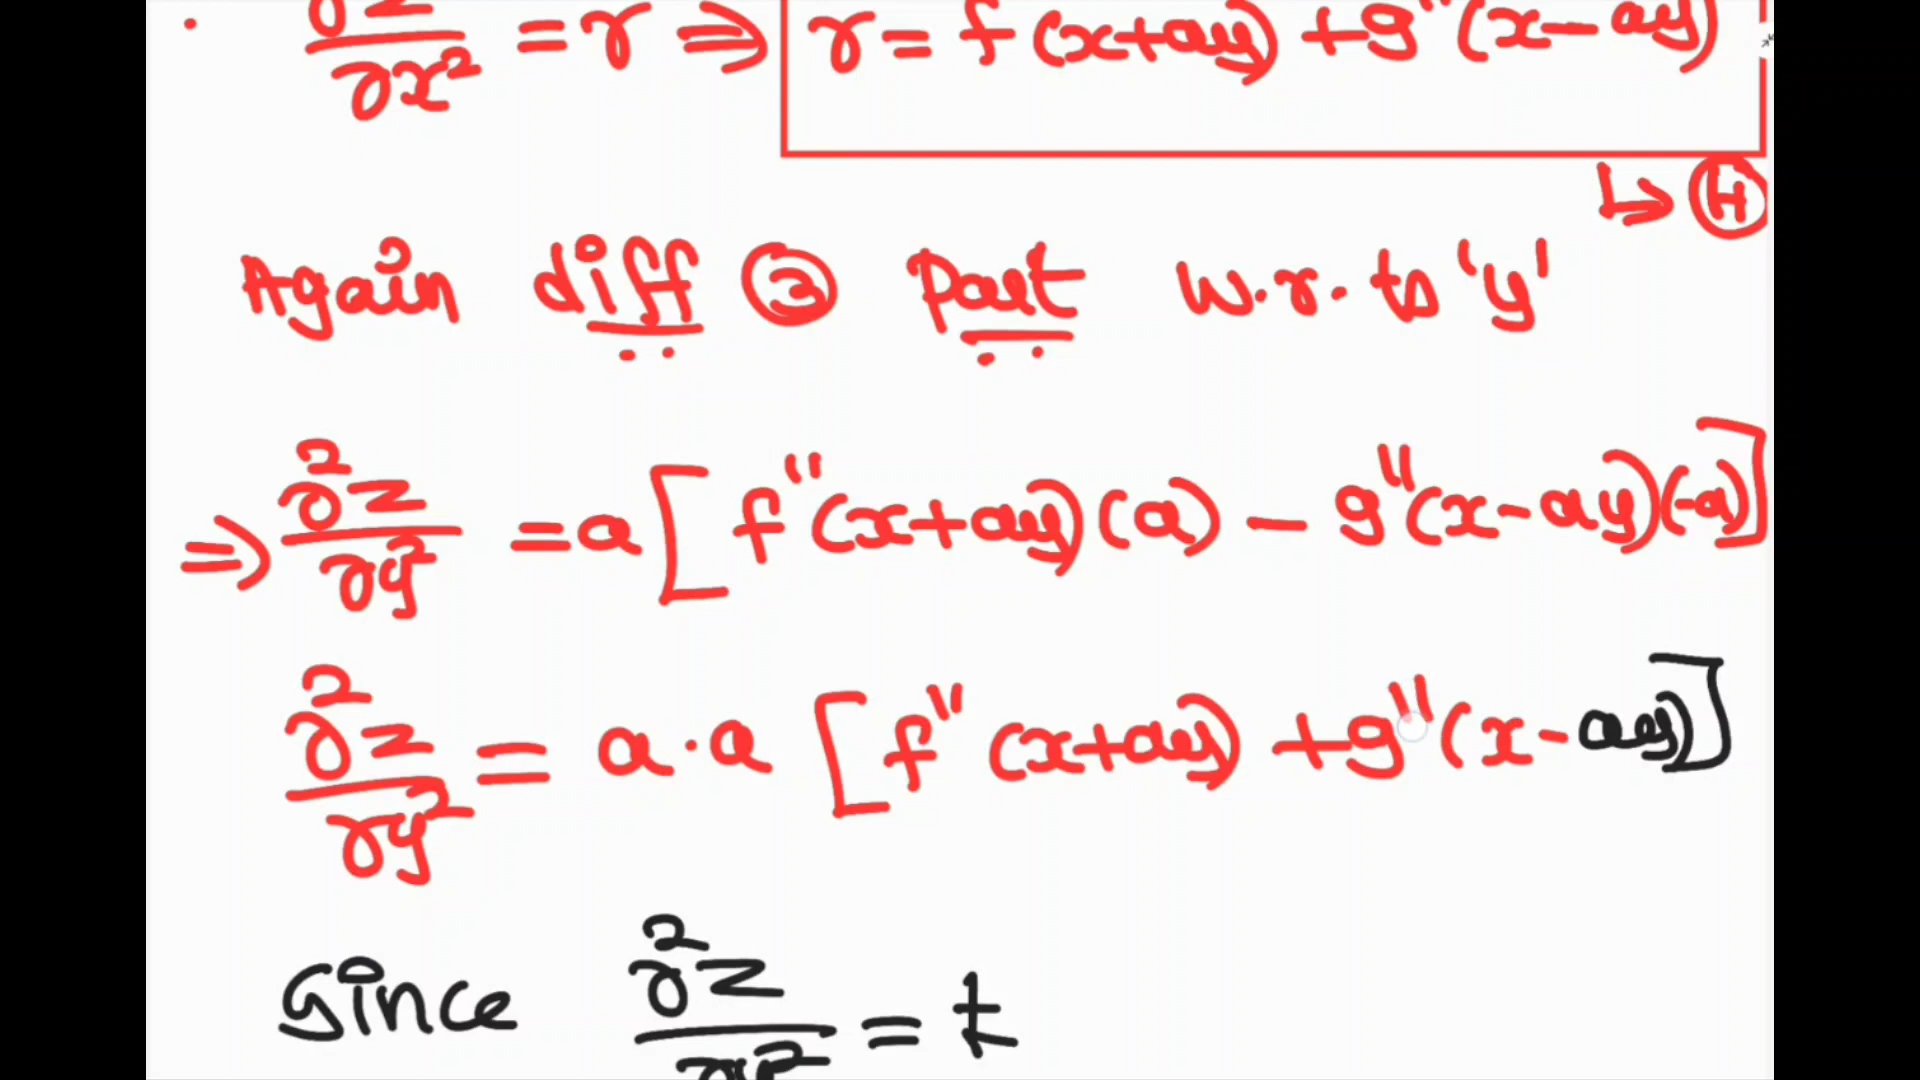 ∂²z/∂x² = r ⇒ r = f''(x+ay) + g''(x-ay)
↳ ④
Again diff ③ Part w.r.to 'y'
⇒ ∂²z/∂y² = a[f''(x+ay)(a) - g''(x-ay)(-a)]
∂²z/∂y² = a·a [f''(x+ay) + g''(x-ay)]
Since ∂²z/∂y² = t